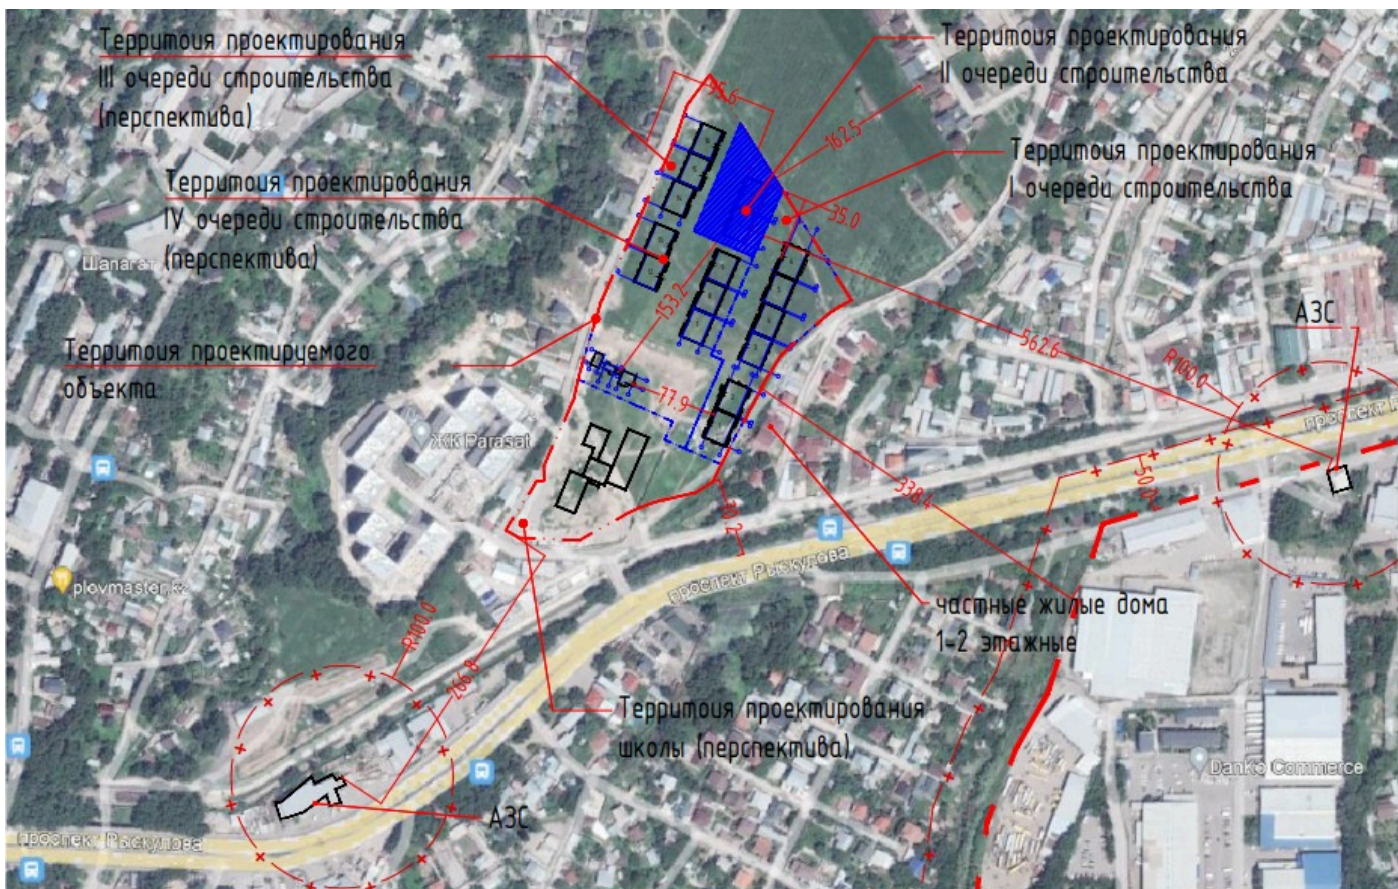 Территоия проектирования
III очереди строительства
(перспектива)
Территоия проектирования
II очереди строительства
95.6
162.5
Территоия проектирования
I очереди строительства
Территоия проектирования
IV очереди строительства
(перспектива)
35.0
Шапагат
153.2
АЗС
562.6
Территоия проектируемого
объекта
R100.0
77.9
проспект
ЖК Parasat
50.0
338.4
проспект Рыскулова
plovmaster.kz
частные жилые дома
1-2 этажные
R100.0
266.8
Территоия проектирования
школы (перспектива)
Danko Commerce
АЗС
проспект Рыскулова